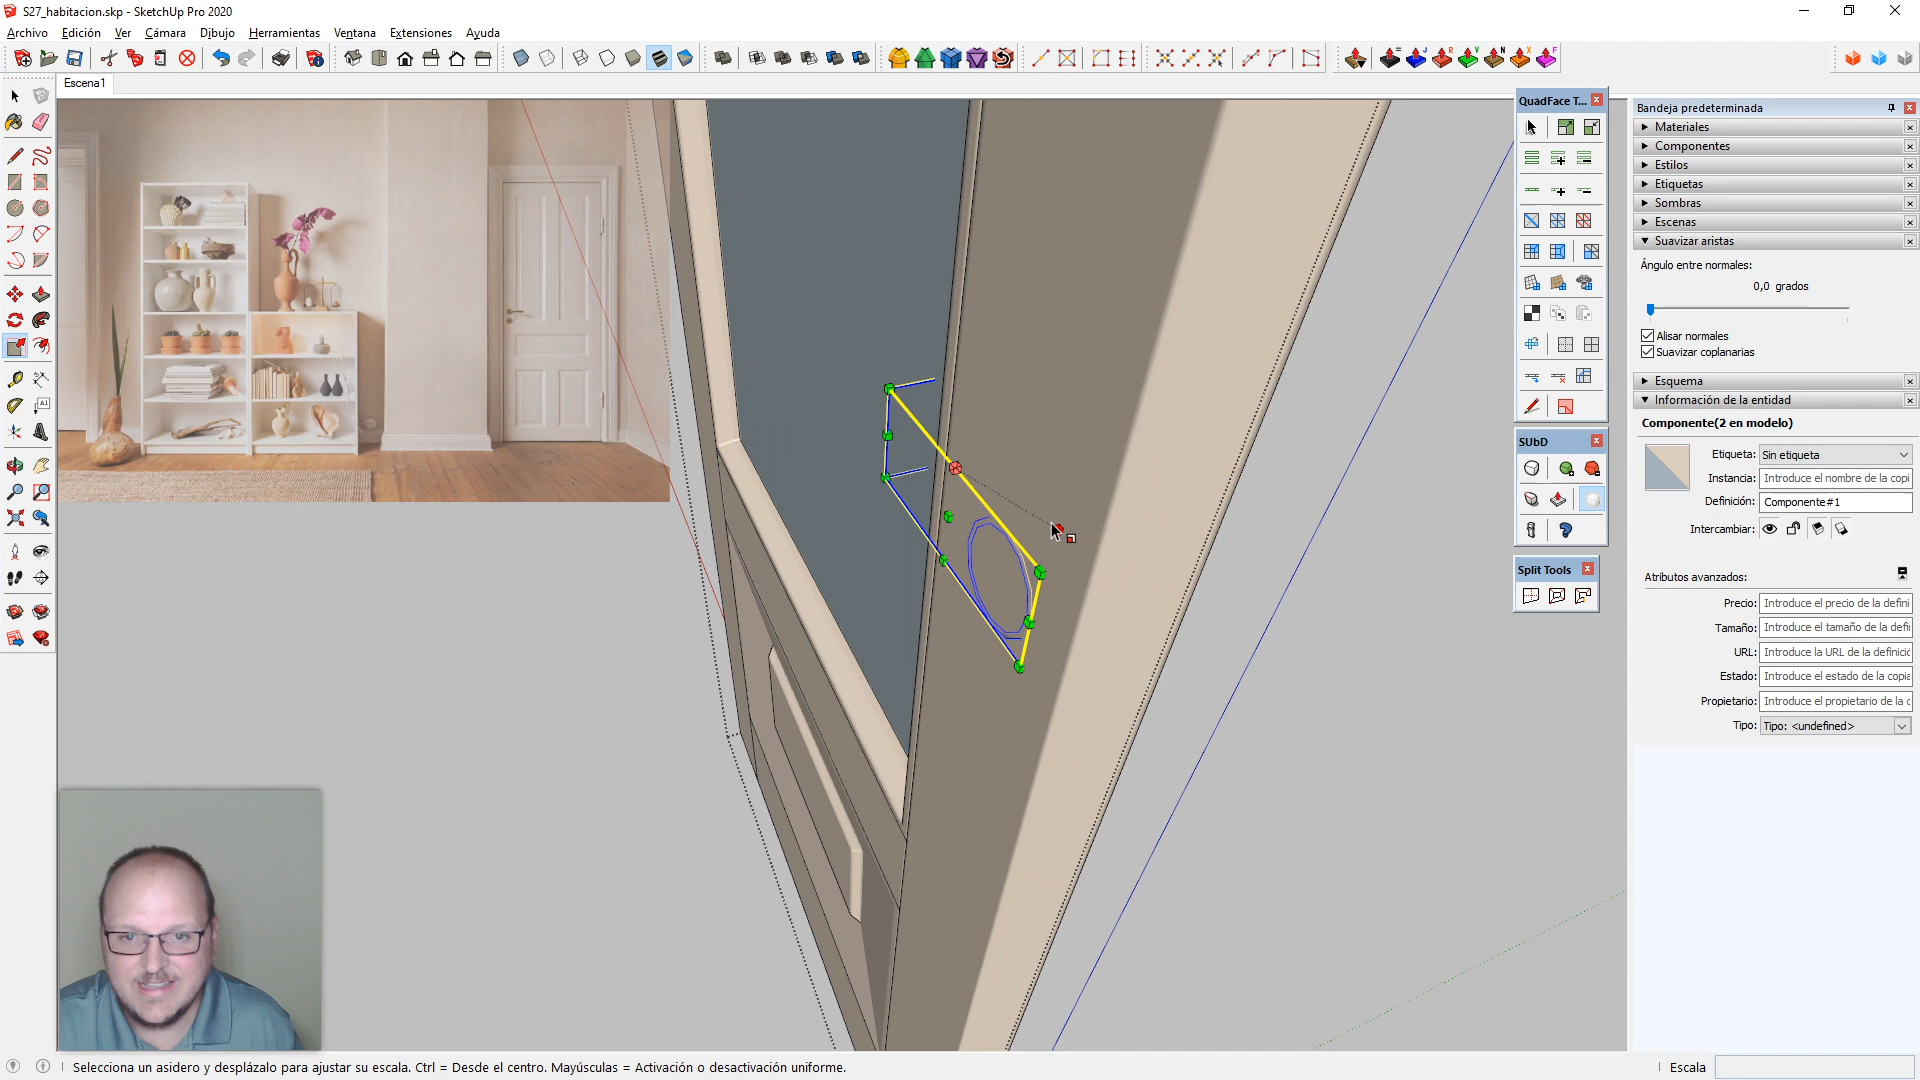 S27_habitacion.skp - SketchUp Pro 2020
Archivo Edición Ver Cámara Dibujo Herramientas Ventana Extensiones Ayuda
Escena1
QuadFace T...
SUbD
Split Tools
Bandeja predeterminada
Materiales
Componentes
Estilos
Etiquetas
Sombras
Escenas
Suavizar aristas
Ángulo entre normales:
0,0 grados
Alisar normales
Suavizar coplanarias
Esquema
Información de la entidad
Componente(2 en modelo)
Etiqueta: Sin etiqueta
Instancia: Introduce el nombre de la copi
Definición: Componente#1
Intercambiar:
Atributos avanzados:
Precio: Introduce el precio de la defini
Tamaño: Introduce el tamaño de la defi
URL: Introduce la URL de la definició
Estado: Introduce el estado de la copia
Propietario: Introduce el propietario de la c
Tipo: Tipo: <undefined>
Selecciona un asidero y desplázalo para ajustar su escala. Ctrl = Desde el centro. Mayúsculas = Activación o desactivación uniforme.
Escala